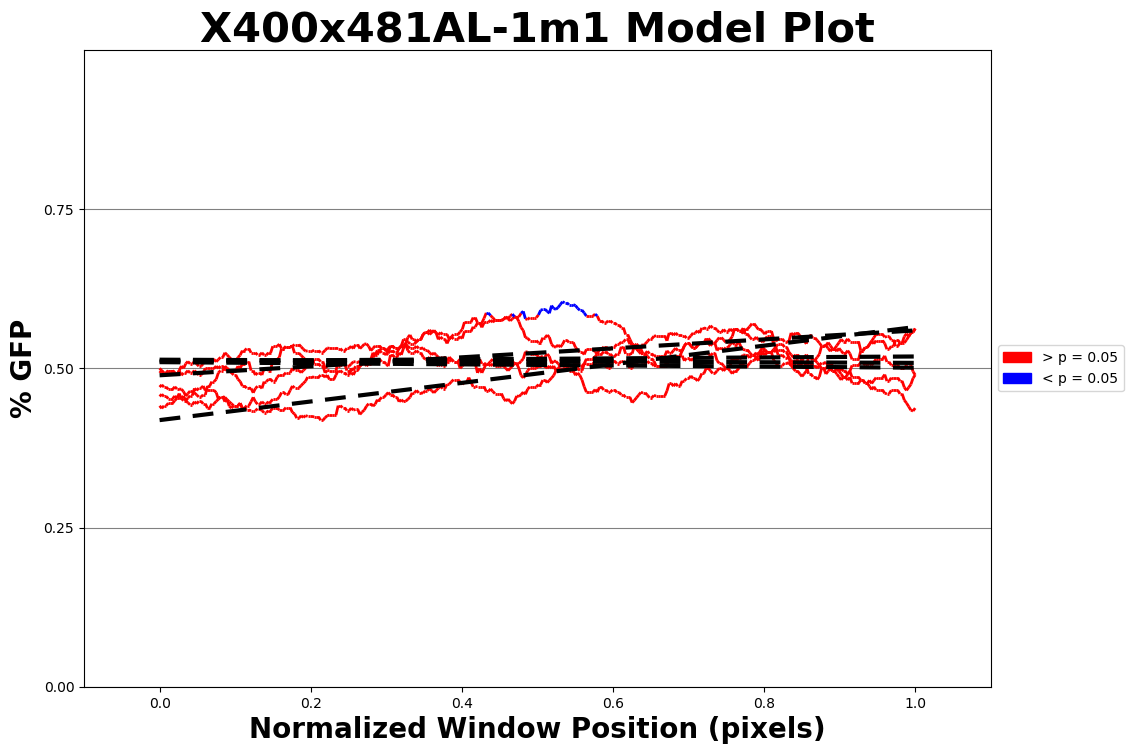 X400x481AL-1m1 Model Plot
% GFP
0.75
0.50
0.25
0.00
0.0 0.2 0.4 0.6 0.8 1.0
Normalized Window Position (pixels)
> p = 0.05
< p = 0.05